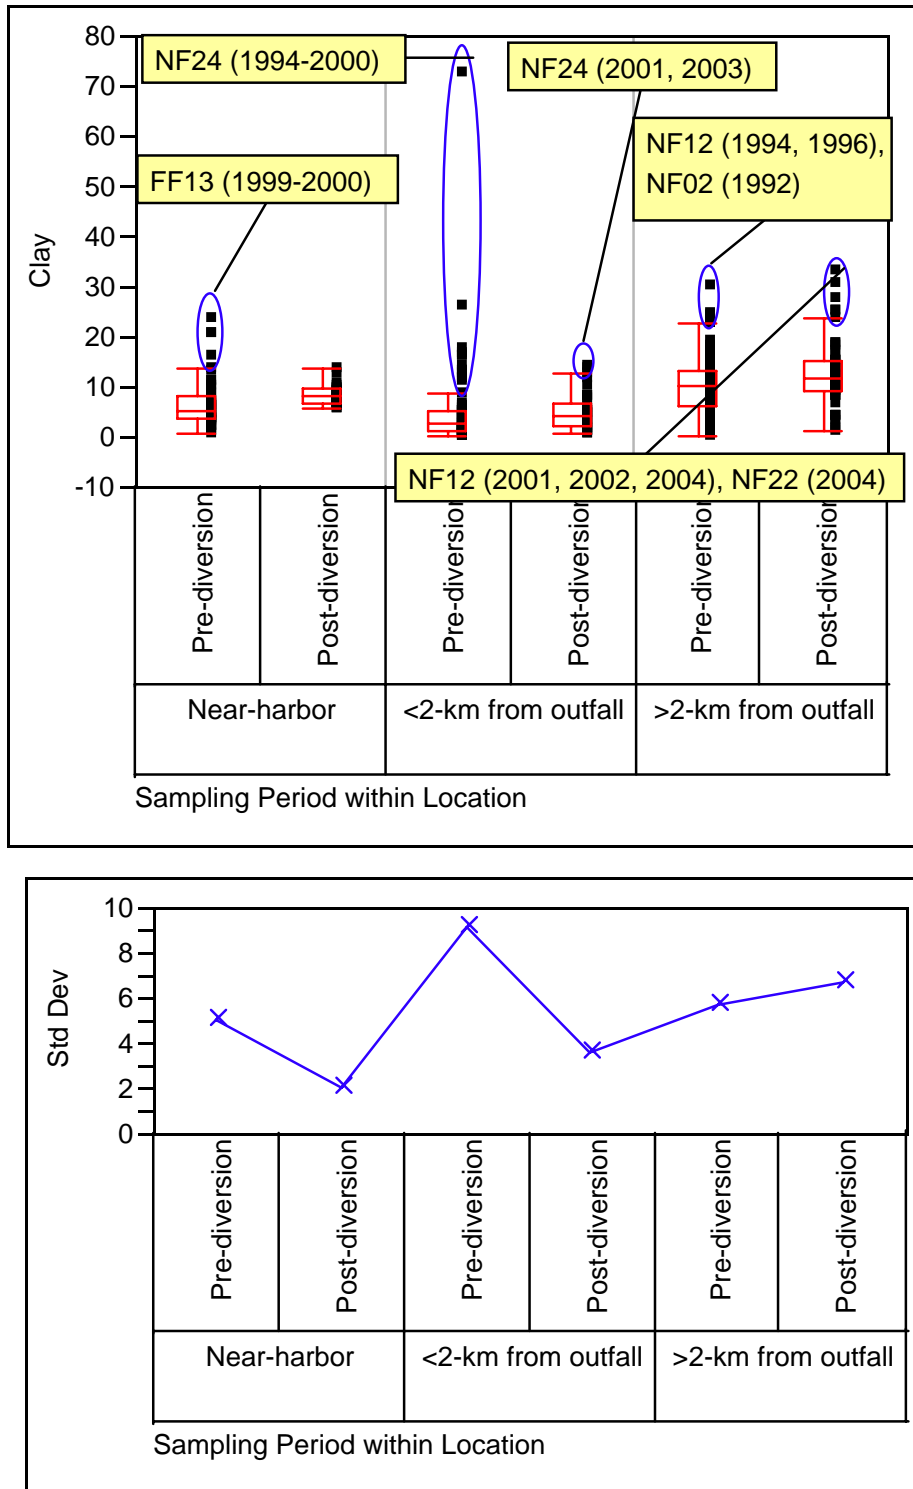 80
70
60
50
40
30
20
10
0
-10
Clay
NF24 (1994-2000)
NF24 (2001, 2003)
NF12 (1994, 1996),
NF02 (1992)
FF13 (1999-2000)
NF12 (2001, 2002, 2004), NF22 (2004)
Pre-diversion
Post-diversion
Pre-diversion
Post-diversion
Pre-diversion
Post-diversion
Near-harbor
<2-km from outfall
>2-km from outfall
Sampling Period within Location
10
8
6
4
2
0
Std Dev
Pre-diversion
Post-diversion
Pre-diversion
Post-diversion
Pre-diversion
Post-diversion
Near-harbor
<2-km from outfall
>2-km from outfall
Sampling Period within Location